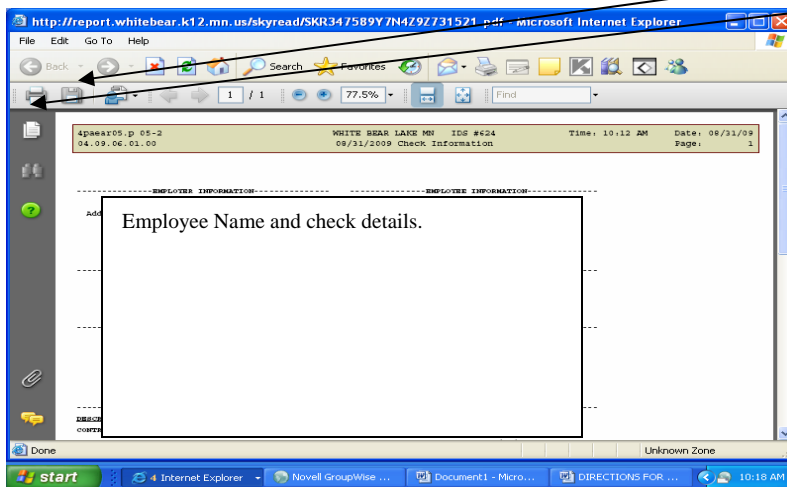 http://report.whitebear.k12.mn.us/skyread/SKR347589Y7N4Z9Z731521.pdf - Microsoft Internet Explorer
File Edit Go To Help
Back Search Favorites
1 / 1 77.5% Find
4paear05.p 05-2 WHITE BEAR LAKE MN IDS #624 Time: 10:12 AM Date: 08/31/09
04.09.06.01.00 08/31/2009 Check Information Page: 1
---------------EMPLOYER INFORMATION--------------- ---------------EMPLOYEE INFORMATION---------------
Add
Employee Name and check details.
DESCR
CONTR
Done Unknown Zone
start 4 Internet Explorer Novell GroupWise ... Document1 - Micro... DIRECTIONS FOR ... 10:18 AM